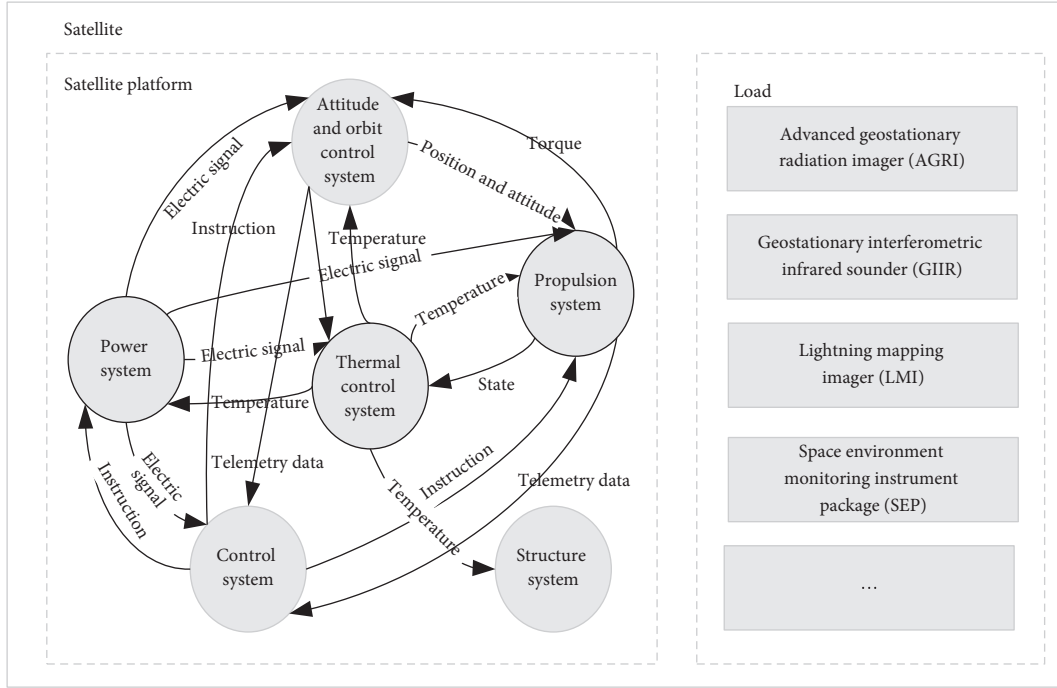 Satellite
Satellite platform
Attitude
and orbit
control
system
Torque
Position and attitude
Electric signal
Instruction
Temperature
Electric signal
Propulsion
system
Temperature
Power
system
Electric signal
Thermal
control
system
State
Temperature
Electric
signal
Instruction
Telemetry data
Instruction
Telemetry data
Temperature
Control
system
Structure
system
Load
Advanced geostationary
radiation imager (AGRI)
Geostationary interferometric
infrared sounder (GIIR)
Lightning mapping
imager (LMI)
Space environment
monitoring instrument
package (SEP)
…